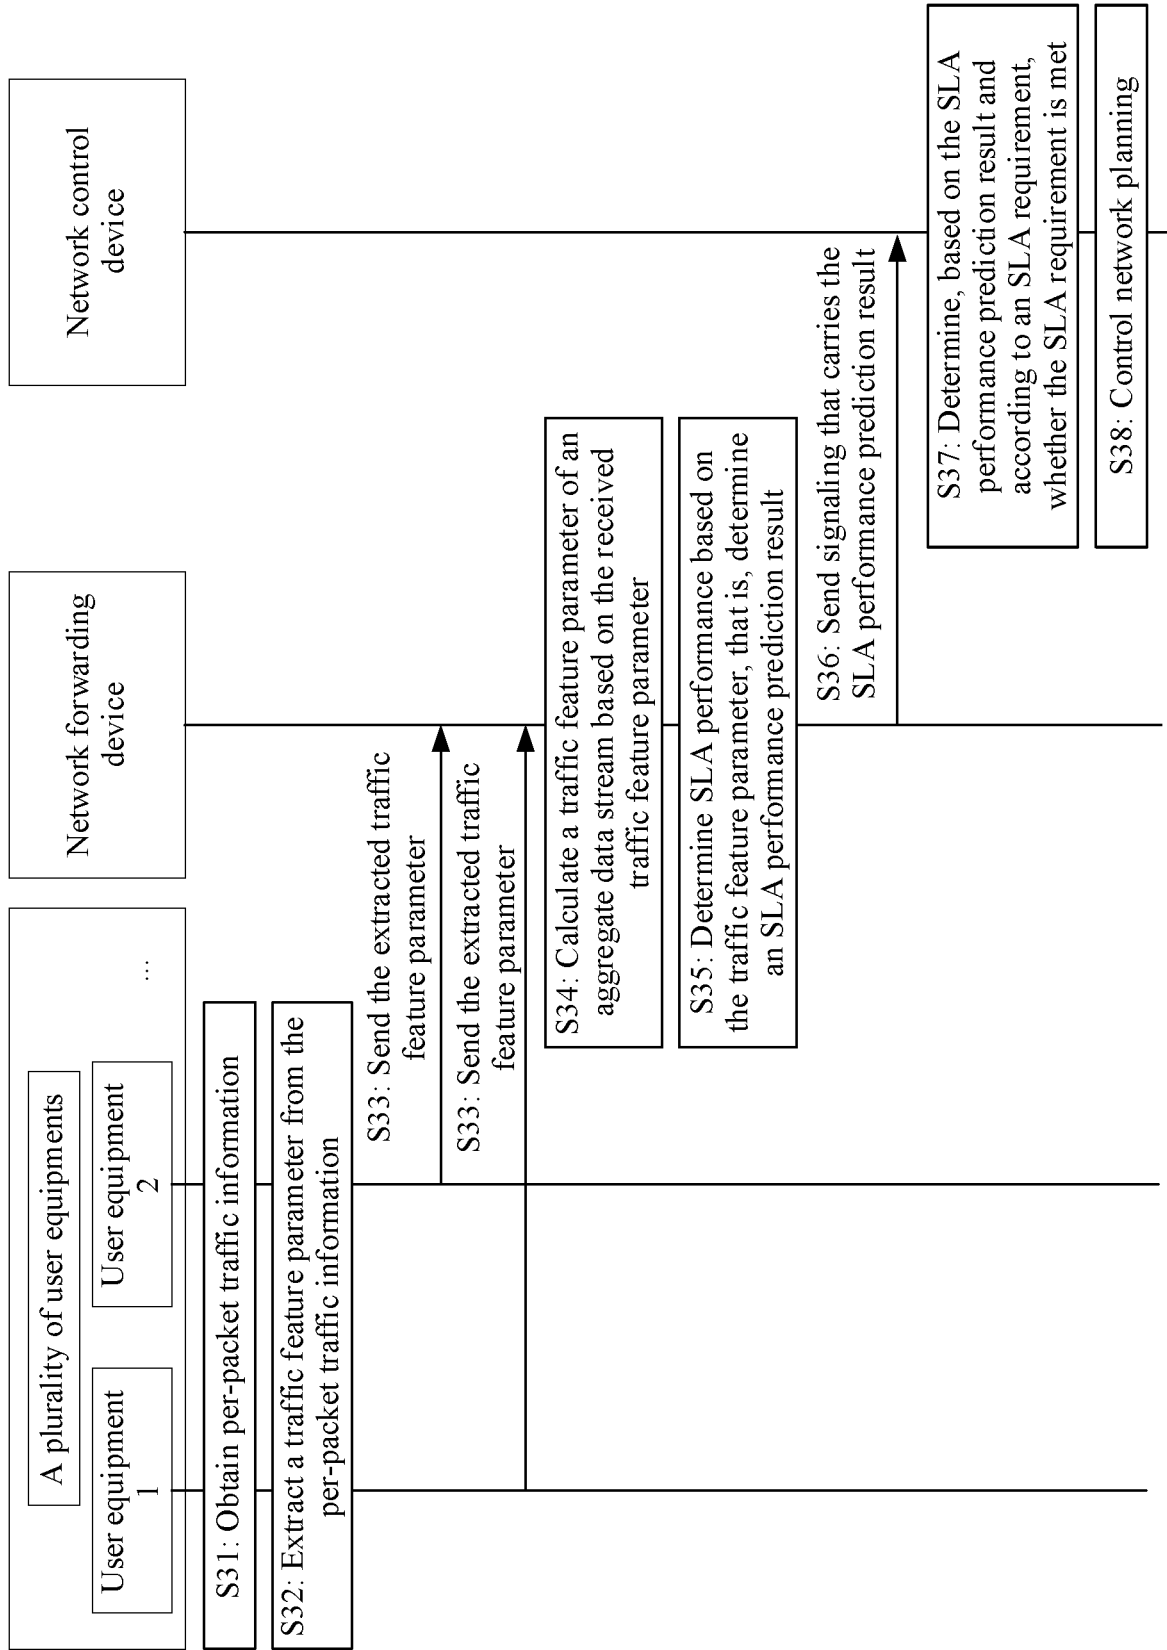 A plurality of user equipments
User equipment
1
User equipment
2
...
Network forwarding
device
Network control
device
S31: Obtain per-packet traffic information
S32: Extract a traffic feature parameter from the
per-packet traffic information
S33: Send the extracted traffic
feature parameter
S33: Send the extracted traffic
feature parameter
S34: Calculate a traffic feature parameter of an
aggregate data stream based on the received
traffic feature parameter
S35: Determine SLA performance based on
the traffic feature parameter, that is, determine
an SLA performance prediction result
S36: Send signaling that carries the
SLA performance prediction result
S37: Determine, based on the SLA
performance prediction result and
according to an SLA requirement,
whether the SLA requirement is met
S38: Control network planning